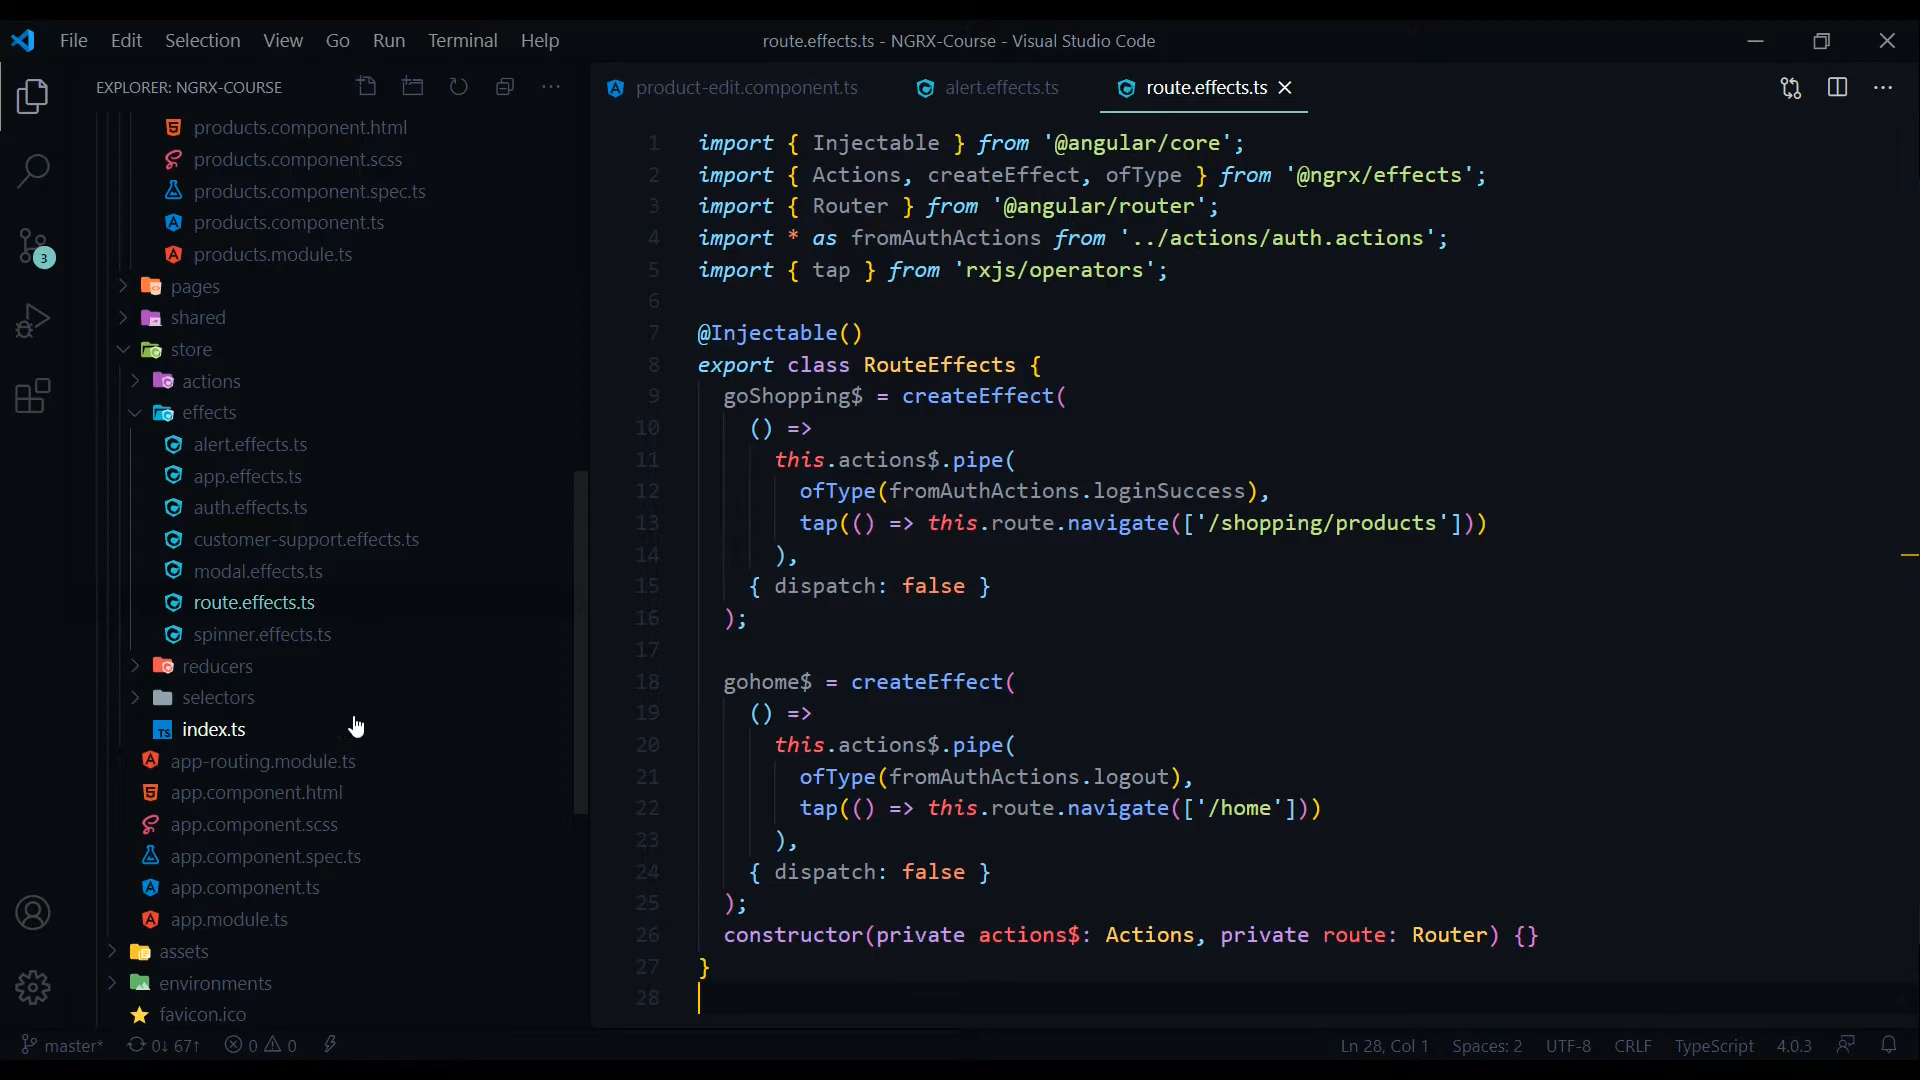 File Edit Selection View Go Run Terminal Help
route.effects.ts - NGRX-Course - Visual Studio Code
EXPLORER: NGRX-COURSE
products.component.html
products.component.scss
products.component.spec.ts
products.component.ts
products.module.ts
pages
shared
store
actions
effects
alert.effects.ts
app.effects.ts
auth.effects.ts
customer-support.effects.ts
modal.effects.ts
route.effects.ts
spinner.effects.ts
reducers
selectors
TS index.ts
app-routing.module.ts
app.component.html
app.component.scss
app.component.spec.ts
app.component.ts
app.module.ts
assets
environments
favicon.ico
3
product-edit.component.ts alert.effects.ts route.effects.ts
1 import { Injectable } from '@angular/core';
2 import { Actions, createEffect, ofType } from '@ngrx/effects';
3 import { Router } from '@angular/router';
4 import * as fromAuthActions from '../actions/auth.actions';
5 import { tap } from 'rxjs/operators';
6
7 @Injectable()
8 export class RouteEffects {
9 goShopping$ = createEffect(
10 () =>
11 this.actions$.pipe(
12 ofType(fromAuthActions.loginSuccess),
13 tap(() => this.route.navigate(['/shopping/products']))
14 ),
15 { dispatch: false }
16 );
17
18 gohome$ = createEffect(
19 () =>
20 this.actions$.pipe(
21 ofType(fromAuthActions.logout),
22 tap(() => this.route.navigate(['/home']))
23 ),
24 { dispatch: false }
25 );
26 constructor(private actions$: Actions, private route: Router) {}
27 }
28
master* 0↓ 67↑ 0 0 Ln 28, Col 1 Spaces: 2 UTF-8 CRLF TypeScript 4.0.3